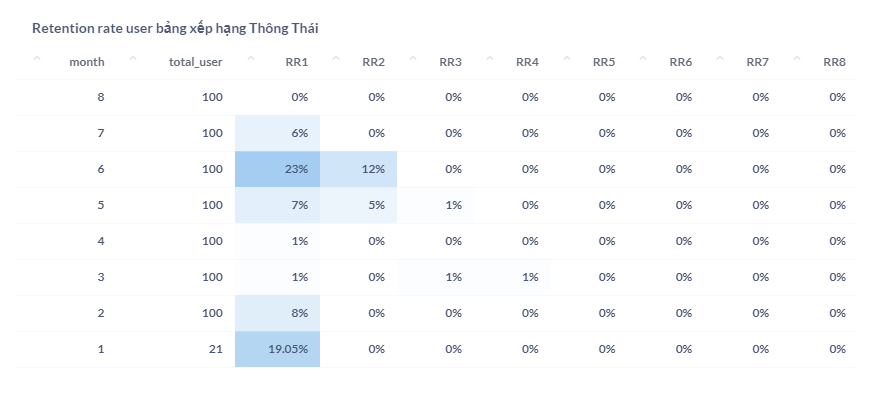 Retention rate user bảng xếp hạng Thông Thái
month total_user RR1 RR2 RR3 RR4 RR5 RR6 RR7 RR8
8 100 0% 0% 0% 0% 0% 0% 0% 0%
7 100 6% 0% 0% 0% 0% 0% 0% 0%
6 100 23% 12% 0% 0% 0% 0% 0% 0%
5 100 7% 5% 1% 0% 0% 0% 0% 0%
4 100 1% 0% 0% 0% 0% 0% 0% 0%
3 100 1% 0% 1% 1% 0% 0% 0% 0%
2 100 8% 0% 0% 0% 0% 0% 0% 0%
1 21 19.05% 0% 0% 0% 0% 0% 0% 0%